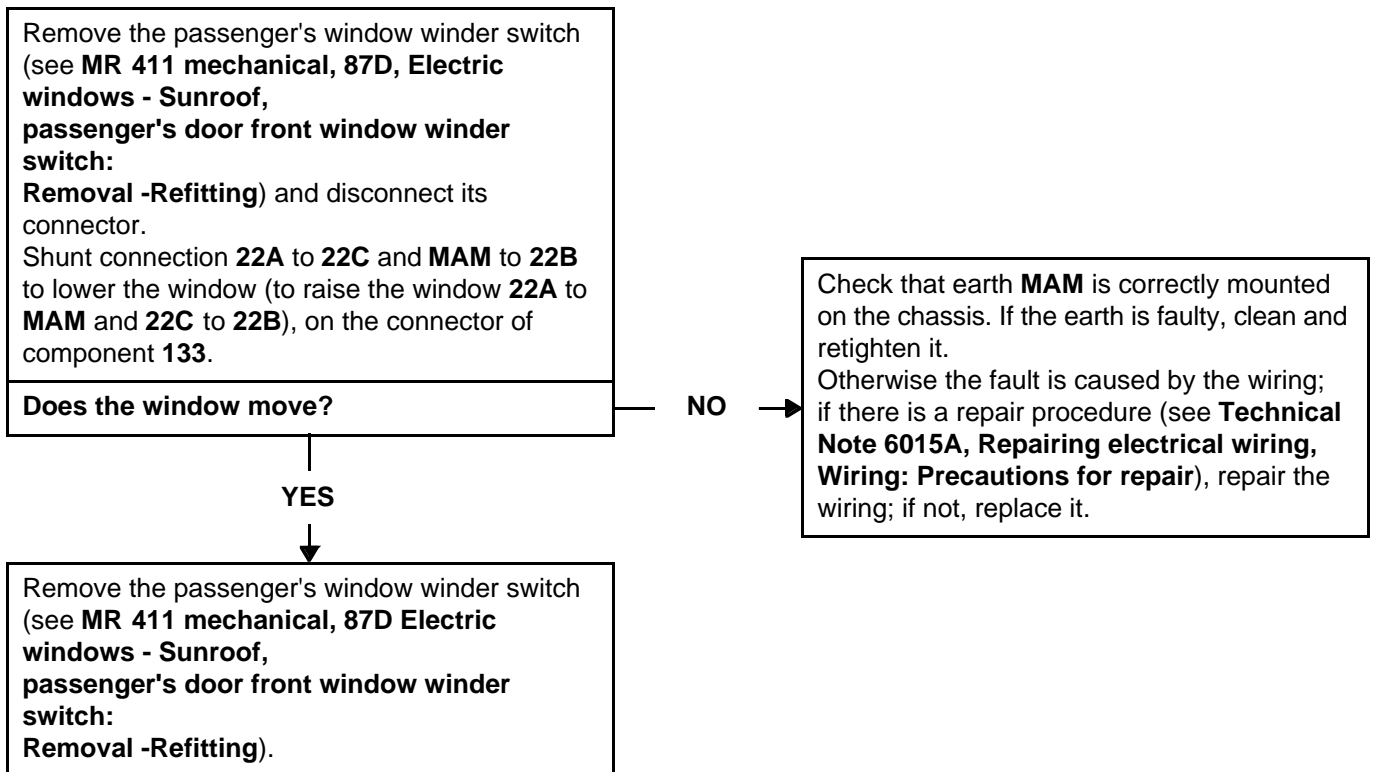 Remove the passenger's window winder switch
(see MR 411 mechanical, 87D, Electric
windows - Sunroof,
passenger's door front window winder
switch:
Removal -Refitting) and disconnect its
connector.
Shunt connection 22A to 22C and MAM to 22B
to lower the window (to raise the window 22A to
MAM and 22C to 22B), on the connector of
component 133.
Does the window move?
NO
Check that earth MAM is correctly mounted
on the chassis. If the earth is faulty, clean and
retighten it.
Otherwise the fault is caused by the wiring;
if there is a repair procedure (see Technical
Note 6015A, Repairing electrical wiring,
Wiring: Precautions for repair), repair the
wiring; if not, replace it.
YES
Remove the passenger's window winder switch
(see MR 411 mechanical, 87D Electric
windows - Sunroof,
passenger's door front window winder
switch:
Removal -Refitting).